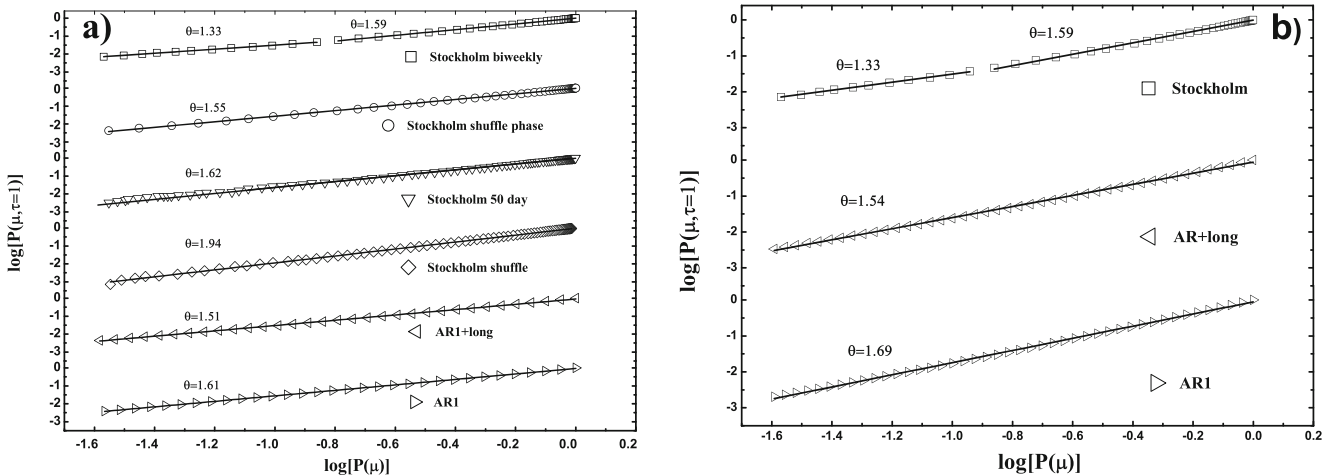 a)
θ=1.33
θ=1.59
Stockholm biweekly
θ=1.55
Stockholm shuffle phase
θ=1.62
Stockholm 50 day
θ=1.94
Stockholm shuffle
θ=1.51
AR1+long
θ=1.61
AR1
0
-1
-2
-3
0
-1
-2
-3
0
-1
-2
-3
0
-1
-2
-3
0
-1
-2
-3
0
-1
-2
-3
log[P(μ,τ=1)]
-1.6 -1.4 -1.2 -1.0 -0.8 -0.6 -0.4 -0.2 0.0 0.2
log[P(μ)]
b)
θ=1.59
θ=1.33
Stockholm
θ=1.54
AR+long
θ=1.69
AR1
0
-1
-2
-3
0
-1
-2
-3
0
-1
-2
-3
log[P(μ,τ=1)]
-1.6 -1.4 -1.2 -1.0 -0.8 -0.6 -0.4 -0.2 0.0 0.2
log[P(μ)]